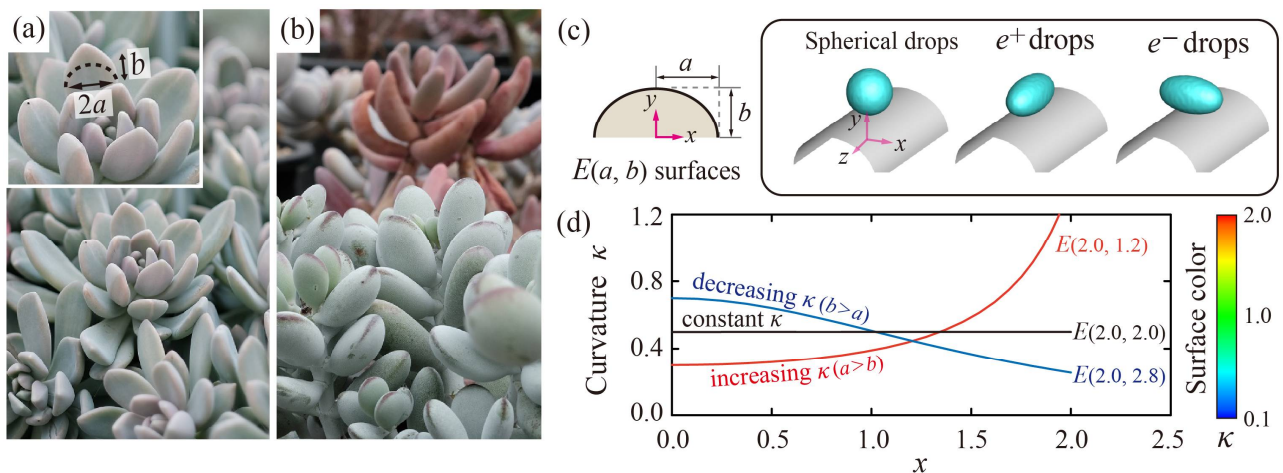 (a)
b
2a
(b)
(c)
a
b
y
x
E(a, b) surfaces
Spherical drops
e⁺ drops
e⁻ drops
y
x
z
(d)
Curvature κ
1.2
0.8
0.4
0.0
decreasing κ (b>a)
constant κ
increasing κ (a>b)
E(2.0, 1.2)
E(2.0, 2.0)
E(2.0, 2.8)
0.0 0.5 1.0 1.5 2.0 2.5
x
Surface color
2.0
1.0
0.1
κ